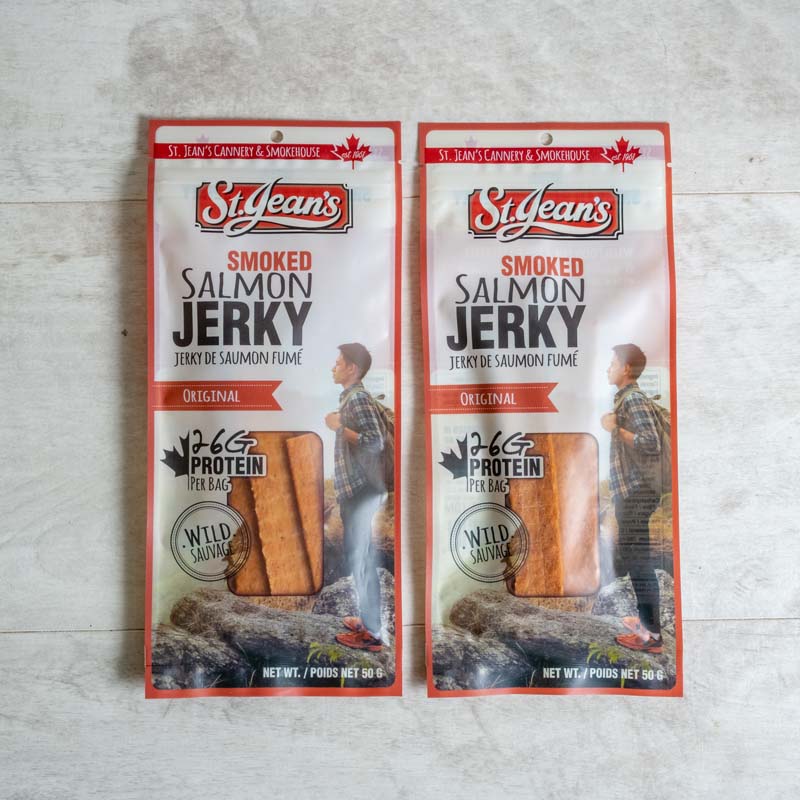 ST. JEAN'S CANNERY & SMOKEHOUSE
est. 1961
St. Jean's
SMOKED
SALMON
JERKY
JERKY DE SAUMON FUMÉ
ORIGINAL
26G
PROTEIN
PER BAG
WILD
SAUVAGE
NET WT. / POIDS NET 50 G
ST. JEAN'S CANNERY & SMOKEHOUSE
est. 1961
St. Jean's
SMOKED
SALMON
JERKY
JERKY DE SAUMON FUMÉ
ORIGINAL
26G
PROTEIN
PER BAG
WILD
SAUVAGE
NET WT. / POIDS NET 50 G